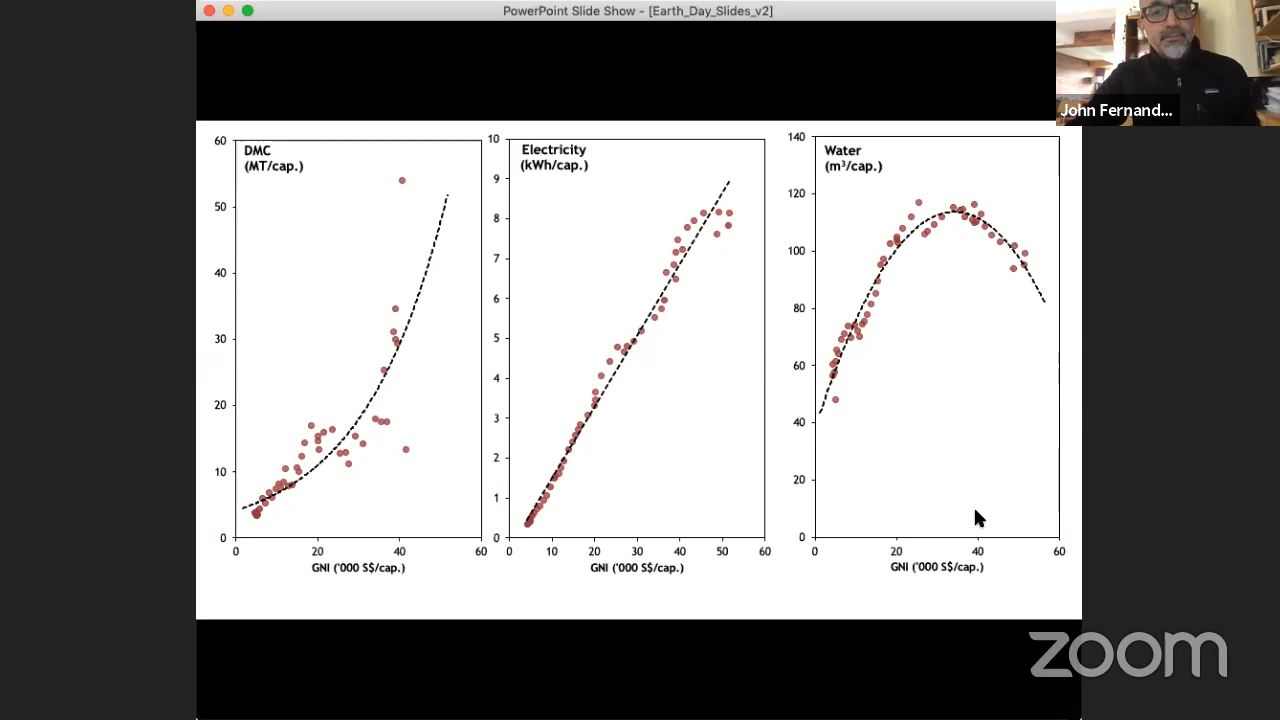 PowerPoint Slide Show - [Earth_Day_Slides_v2]
John Fernand...
DMC
(MT/cap.)
60
50
40
30
20
10
0
0 20 40 60
GNI ('000 S$/cap.)
Electricity
(kWh/cap.)
10
9
8
7
6
5
4
3
2
1
0
0 10 20 30 40 50 60
GNI ('000 S$/cap.)
Water
(m³/cap.)
140
120
100
80
60
40
20
0
0 20 40 60
GNI ('000 S$/cap.)
zoom